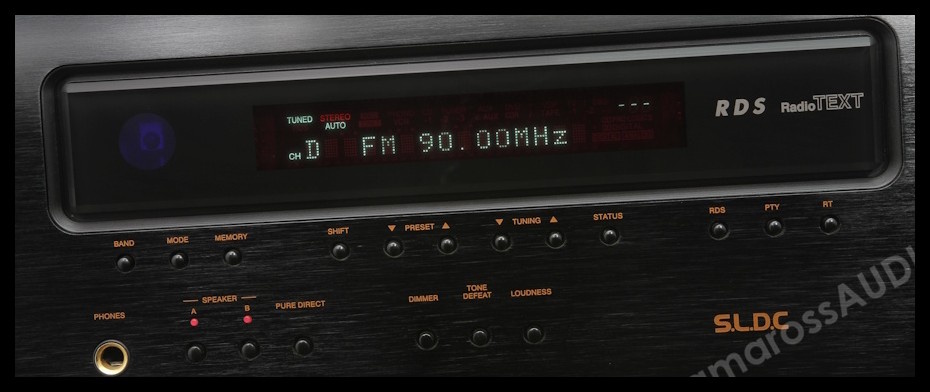 TUNED STEREO
AUTO
---
CH D FM 90.00MHz
RDS RadioTEXT
BAND MODE MEMORY SHIFT ▼ PRESET ▲ ▼ TUNING ▲ STATUS RDS PTY RT
PHONES
SPEAKER
A B
PURE DIRECT
DIMMER
TONE
DEFEAT
LOUDNESS
S.L.D.C